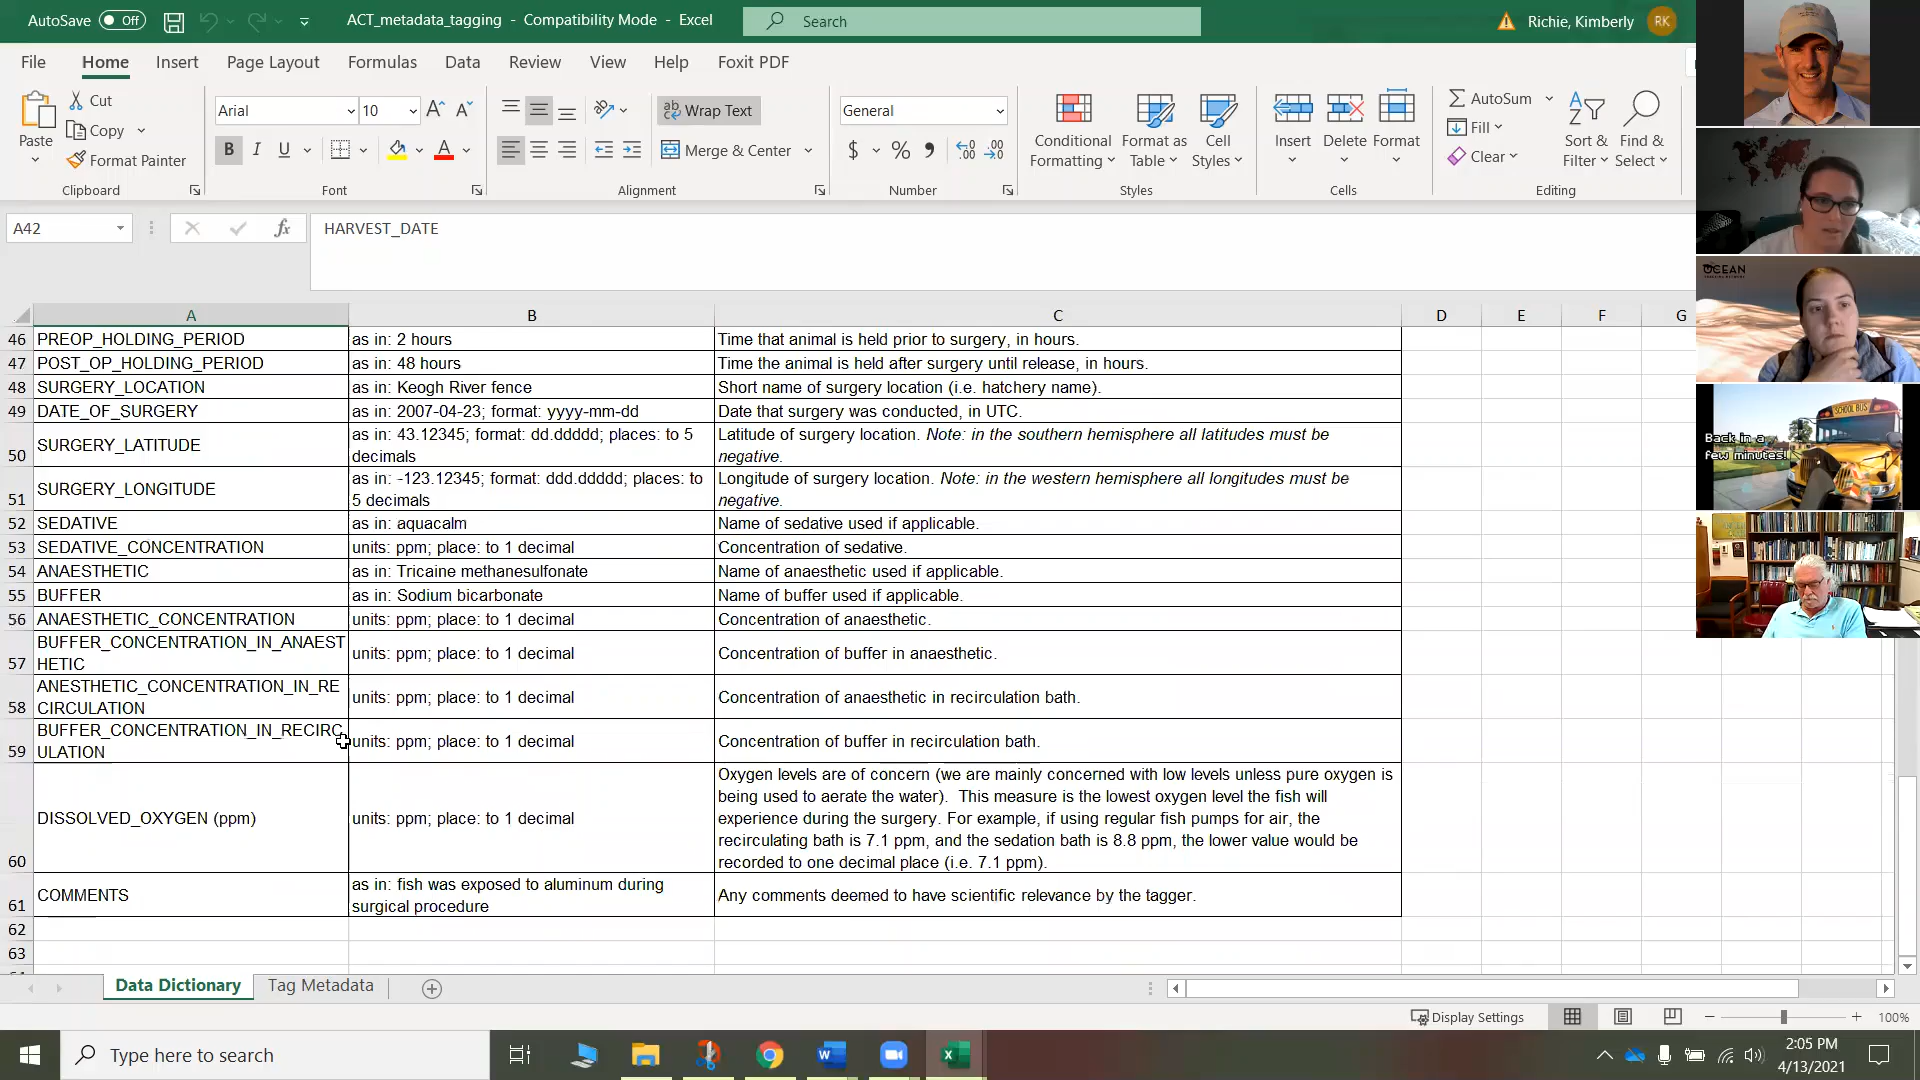 AutoSave Off ACT_metadata_tagging - Compatibility Mode - Excel Search Richie, Kimberly RK
File Home Insert Page Layout Formulas Data Review View Help Foxit PDF
Paste Cut Copy Format Painter Clipboard
Arial 10 B I U Font
Wrap Text Merge & Center Alignment
General $ % Number
Conditional Formatting Format as Table Cell Styles Styles
Insert Delete Format Cells
AutoSum Fill Clear Sort & Filter Find & Select Editing
A42 fx HARVEST_DATE
A B C D E F G
46 PREOP_HOLDING_PERIOD as in: 2 hours Time that animal is held prior to surgery, in hours.
47 POST_OP_HOLDING_PERIOD as in: 48 hours Time the animal is held after surgery until release, in hours.
48 SURGERY_LOCATION as in: Keogh River fence Short name of surgery location (i.e. hatchery name).
49 DATE_OF_SURGERY as in: 2007-04-23; format: yyyy-mm-dd Date that surgery was conducted, in UTC.
50 SURGERY_LATITUDE as in: 43.12345; format: dd.ddddd; places: to 5 decimals Latitude of surgery location. Note: in the southern hemisphere all latitudes must be negative.
51 SURGERY_LONGITUDE as in: -123.12345; format: ddd.ddddd; places: to 5 decimals Longitude of surgery location. Note: in the western hemisphere all longitudes must be negative.
52 SEDATIVE as in: aquacalm Name of sedative used if applicable.
53 SEDATIVE_CONCENTRATION units: ppm; place: to 1 decimal Concentration of sedative.
54 ANAESTHETIC as in: Tricaine methanesulfonate Name of anaesthetic used if applicable.
55 BUFFER as in: Sodium bicarbonate Name of buffer used if applicable.
56 ANAESTHETIC_CONCENTRATION units: ppm; place: to 1 decimal Concentration of anaesthetic.
57 BUFFER_CONCENTRATION_IN_ANAESTHETIC units: ppm; place: to 1 decimal Concentration of buffer in anaesthetic.
58 ANESTHETIC_CONCENTRATION_IN_RECIRCULATION units: ppm; place: to 1 decimal Concentration of anaesthetic in recirculation bath.
59 BUFFER_CONCENTRATION_IN_RECIRCULATION units: ppm; place: to 1 decimal Concentration of buffer in recirculation bath.
60 DISSOLVED_OXYGEN (ppm) units: ppm; place: to 1 decimal Oxygen levels are of concern (we are mainly concerned with low levels unless pure oxygen is
being used to aerate the water). This measure is the lowest oxygen level the fish will
experience during the surgery. For example, if using regular fish pumps for air, the
recirculating bath is 7.1 ppm, and the sedation bath is 8.8 ppm, the lower value would be
recorded to one decimal place (i.e. 7.1 ppm).
61 COMMENTS as in: fish was exposed to aluminum during surgical procedure Any comments deemed to have scientific relevance by the tagger.
62
63
Data Dictionary Tag Metadata
Display Settings 100%
Type here to search 2:05 PM
4/13/2021
OCEAN
SCHOOL BUS
Back in a
few minutes!